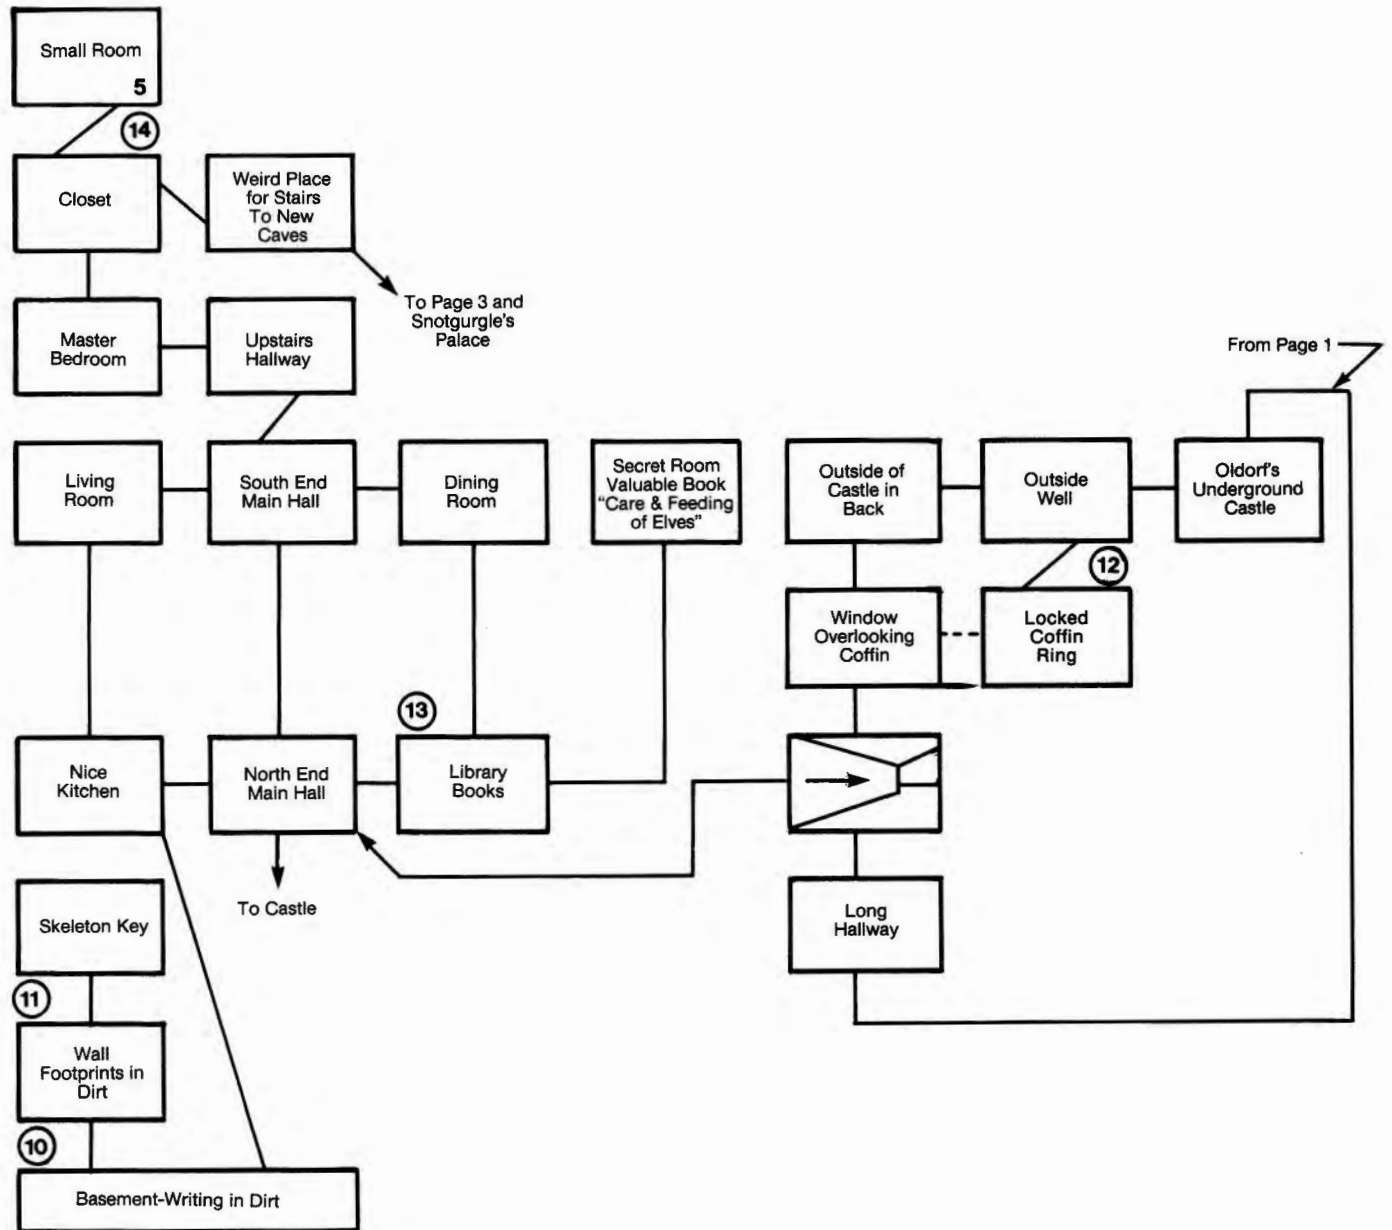 Small Room
5
14
Closet
Weird Place
for Stairs
To New
Caves
To Page 3 and
Snotgurgle's
Palace
Master
Bedroom
Upstairs
Hallway
From Page 1
Living
Room
South End
Main Hall
Dining
Room
Secret Room
Valuable Book
"Care & Feeding
of Elves"
Outside of
Castle in
Back
Outside
Well
Oldorf's
Underground
Castle
12
Window
Overlooking
Coffin
Locked
Coffin
Ring
13
Nice
Kitchen
North End
Main Hall
Library
Books
To Castle
Skeleton Key
Long
Hallway
11
Wall
Footprints in
Dirt
10
Basement-Writing in Dirt